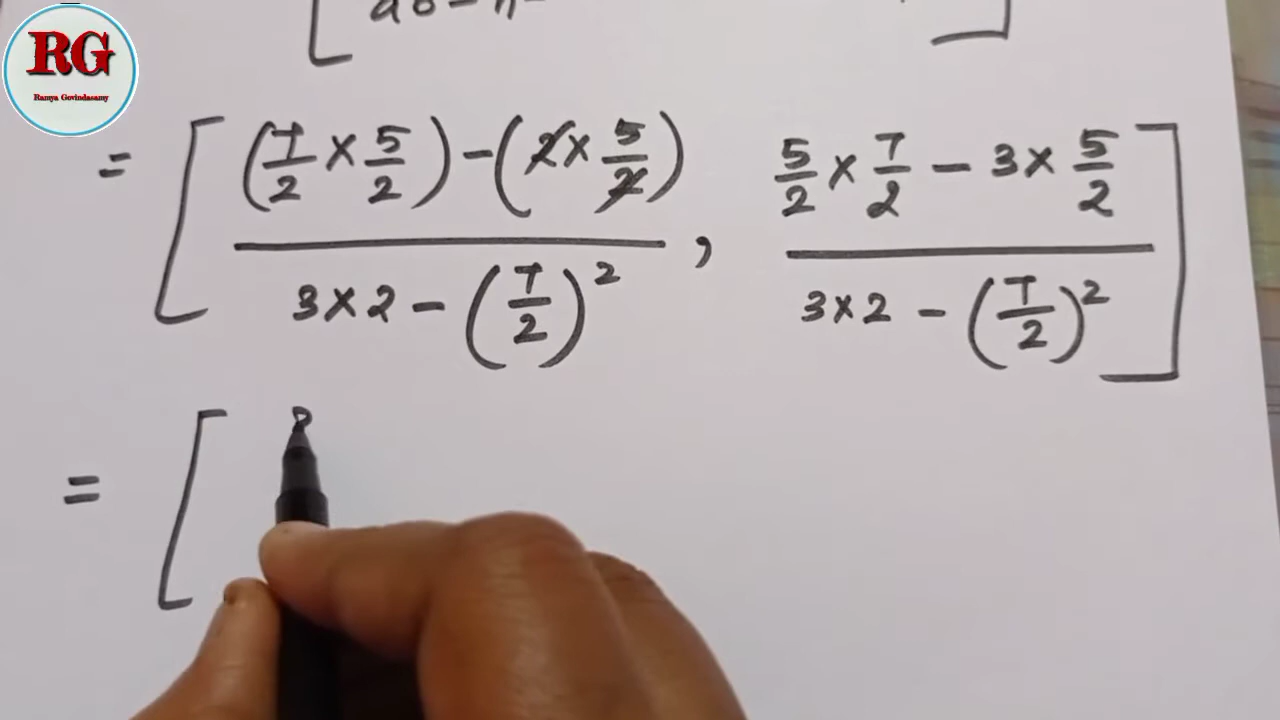 RG
Ramya Govindasamy
= [ ((7/2 × 5/2) - (2 × 5/2)) / (3×2 - (7/2)²) , (5/2 × 7/2 - 3 × 5/2) / (3×2 - (7/2)²) ]
= [